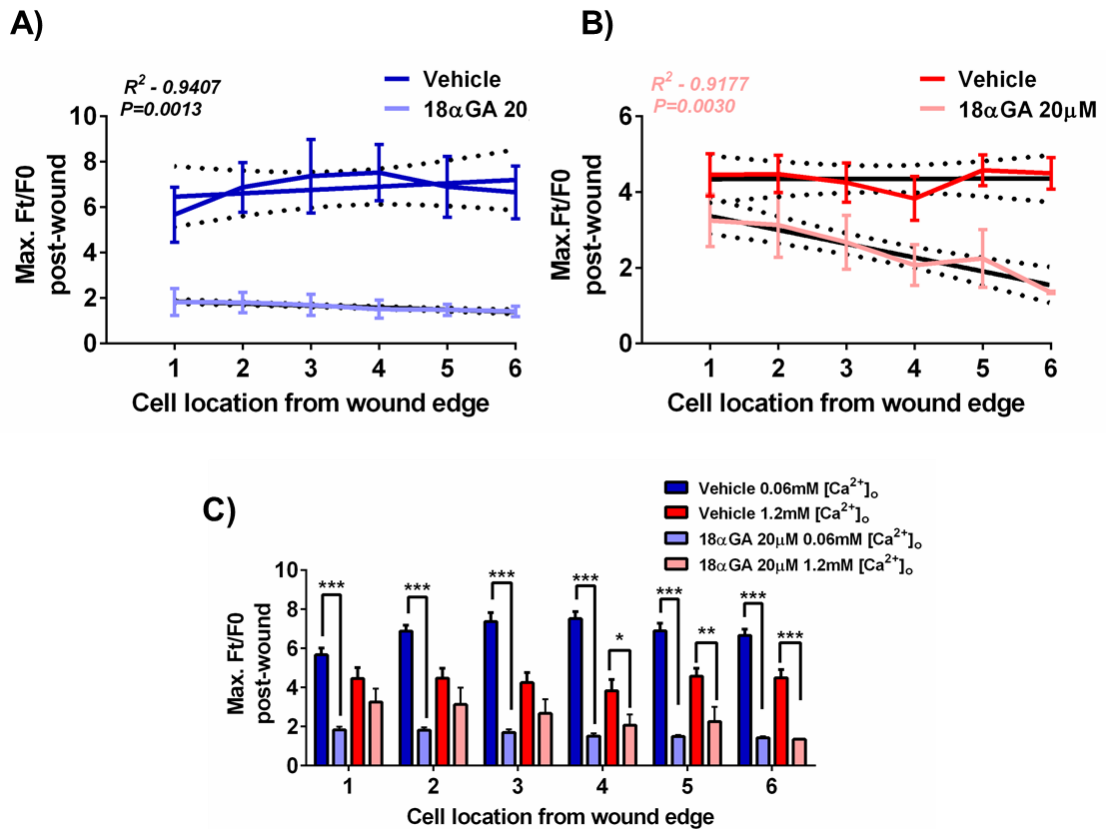 A)
R² - 0.9407
P=0.0013
Vehicle
18αGA 20
Max. Ft/F0
post-wound
10
8
6
4
2
0
1 2 3 4 5 6
Cell location from wound edge
B)
R² - 0.9177
P=0.0030
Vehicle
18αGA 20µM
Max.Ft/F0
post-wound
6
4
2
0
1 2 3 4 5 6
Cell location from wound edge
C)
Vehicle 0.06mM [Ca²⁺]ₒ
Vehicle 1.2mM [Ca²⁺]ₒ
18αGA 20µM 0.06mM [Ca²⁺]ₒ
18αGA 20µM 1.2mM [Ca²⁺]ₒ
Max. Ft/F0
post-wound
10
8
6
4
2
0
*** *** *** *** *** ***
* ** ***
1 2 3 4 5 6
Cell location from wound edge